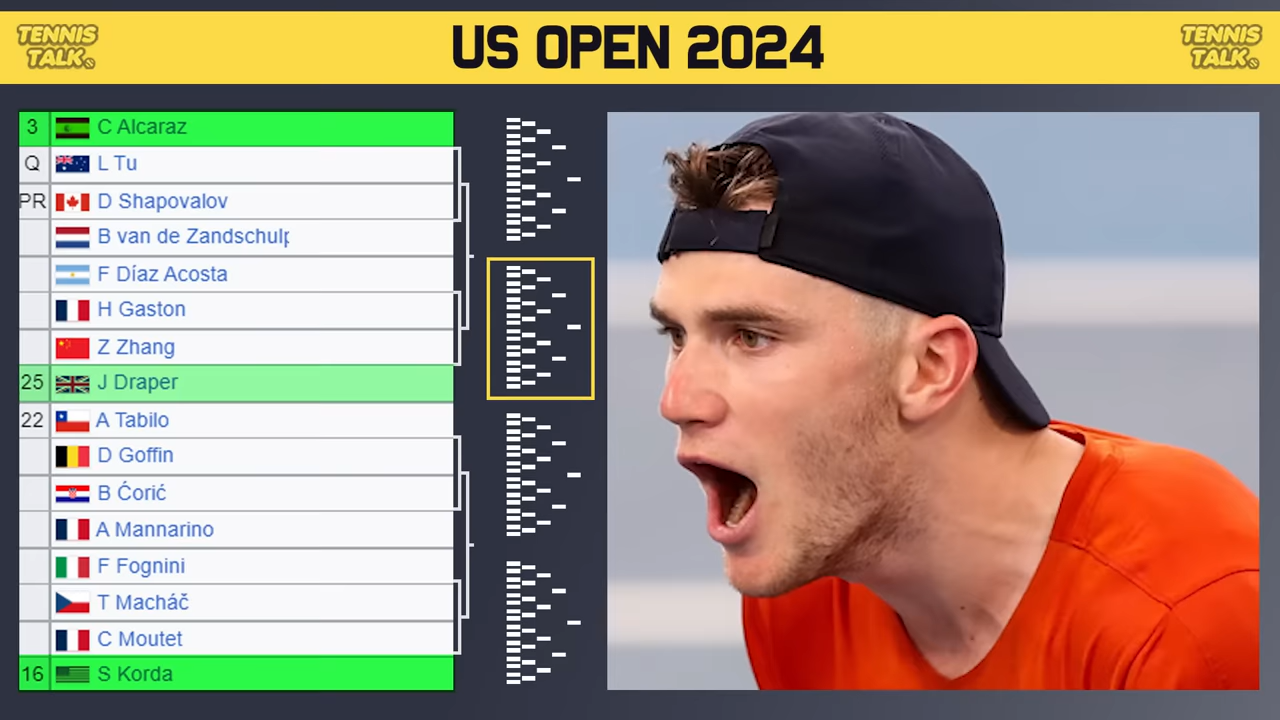 TENNIS
TALK
US OPEN 2024
TENNIS
TALK
3 C Alcaraz
Q L Tu
PR D Shapovalov
B van de Zandschulp
F Díaz Acosta
H Gaston
Z Zhang
25 J Draper
22 A Tabilo
D Goffin
B Ćorić
A Mannarino
F Fognini
T Macháč
C Moutet
16 S Korda